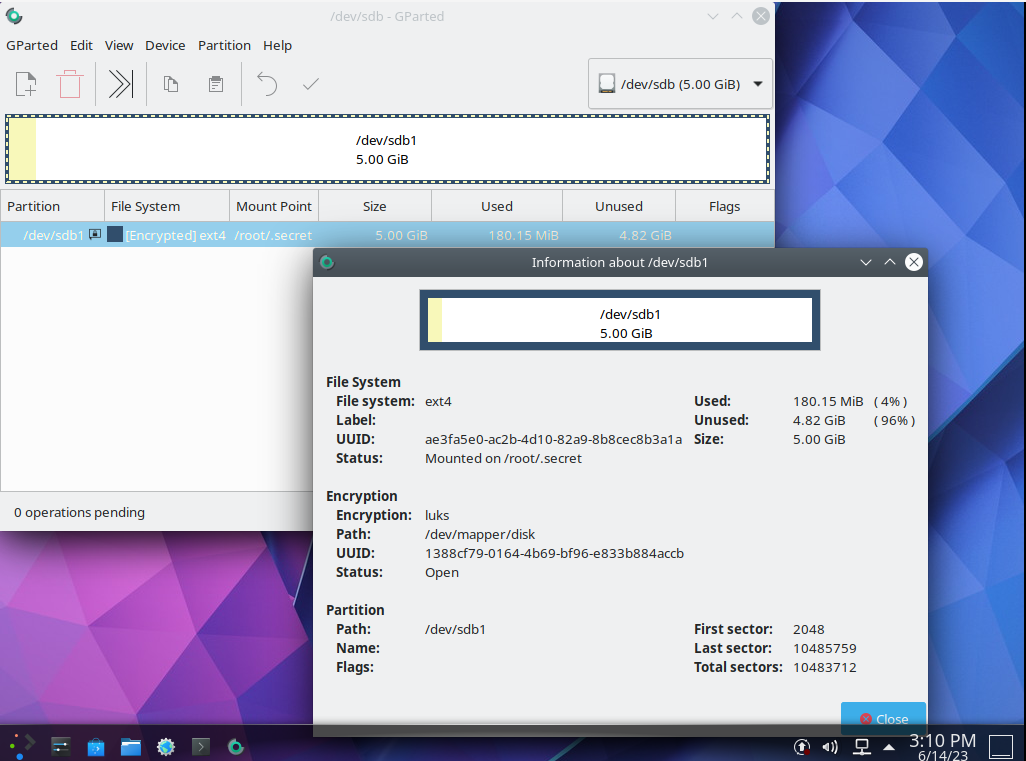 /dev/sdb - GParted
GParted Edit View Device Partition Help
/dev/sdb (5.00 GiB)
/dev/sdb1
5.00 GiB
Partition File System Mount Point Size Used Unused Flags
/dev/sdb1 [Encrypted] ext4 /root/.secret 5.00 GiB 180.15 MiB 4.82 GiB
0 operations pending
Information about /dev/sdb1
/dev/sdb1
5.00 GiB
File System
File system: ext4 Used: 180.15 MiB ( 4% )
Label: Unused: 4.82 GiB ( 96% )
UUID: ae3fa5e0-ac2b-4d10-82a9-8b8cec8b3a1a Size: 5.00 GiB
Status: Mounted on /root/.secret
Encryption
Encryption: luks
Path: /dev/mapper/disk
UUID: 1388cf79-0164-4b69-bf96-e833b884accb
Status: Open
Partition
Path: /dev/sdb1 First sector: 2048
Name: Last sector: 10485759
Flags: Total sectors: 10483712
Close
3:10 PM
6/14/23